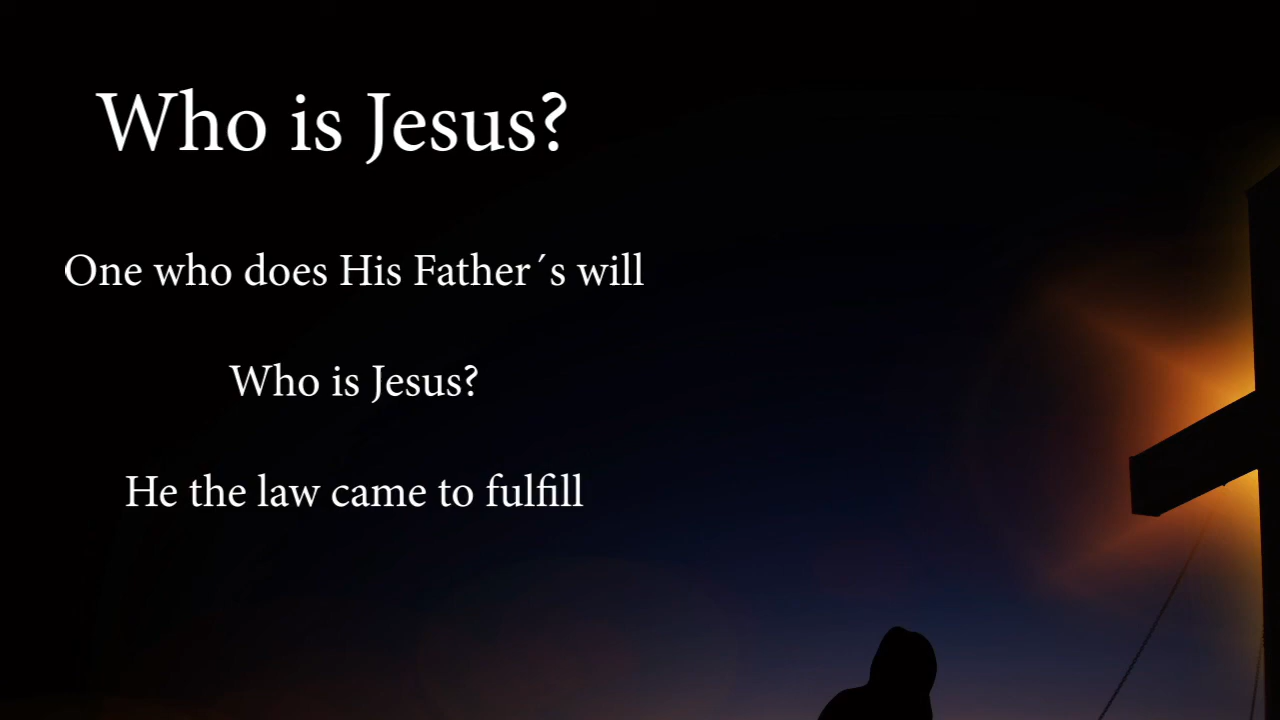 Who is Jesus?
One who does His Father´s will
Who is Jesus?
He the law came to fulfill